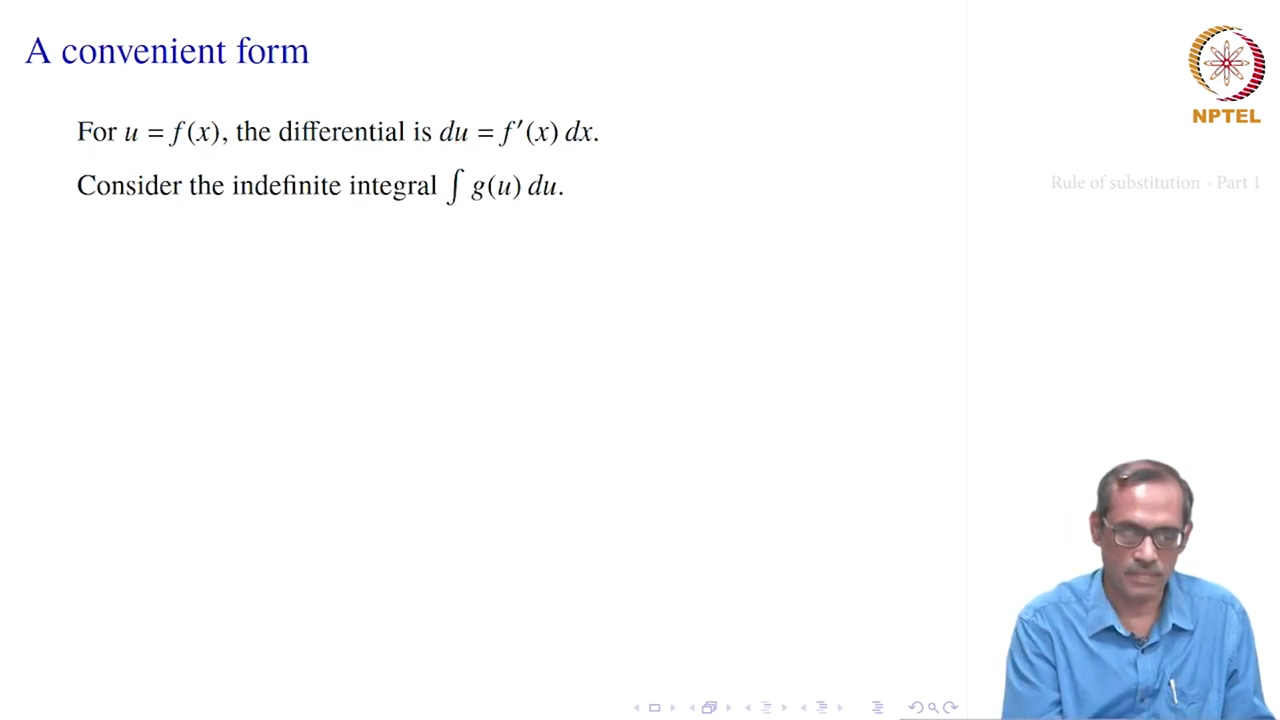 A convenient form
NPTEL
For u = f(x), the differential is du = f′(x) dx.
Rule of substitution - Part 1
Consider the indefinite integral ∫ g(u) du.